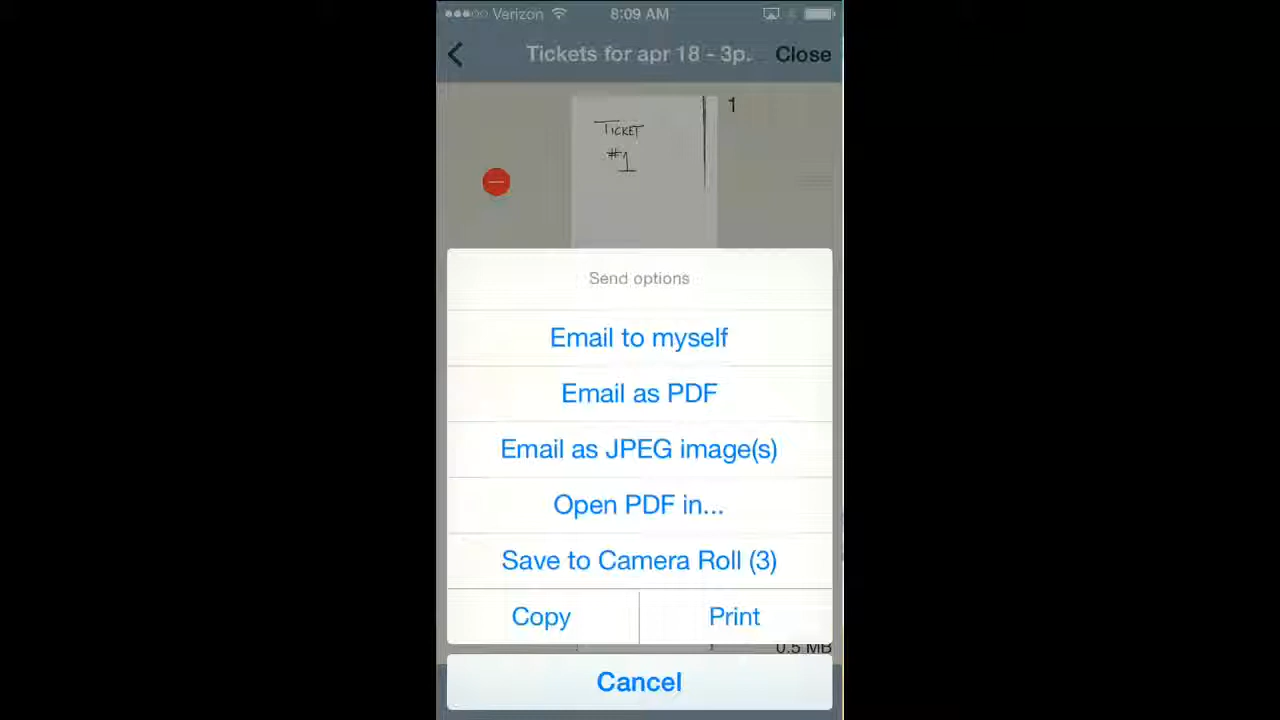 Verizon 8:09 AM
Tickets for apr 18 - 3p... Close
1
TICKET
#1
Send options
Email to myself
Email as PDF
Email as JPEG image(s)
Open PDF in...
Save to Camera Roll (3)
Copy Print
0.5 MB
Cancel